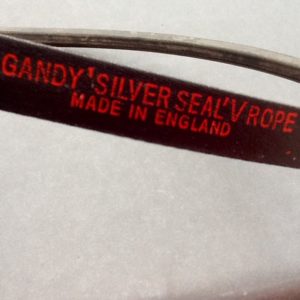 GANDY 'SILVER SEAL' V ROPE
MADE IN ENGLAND